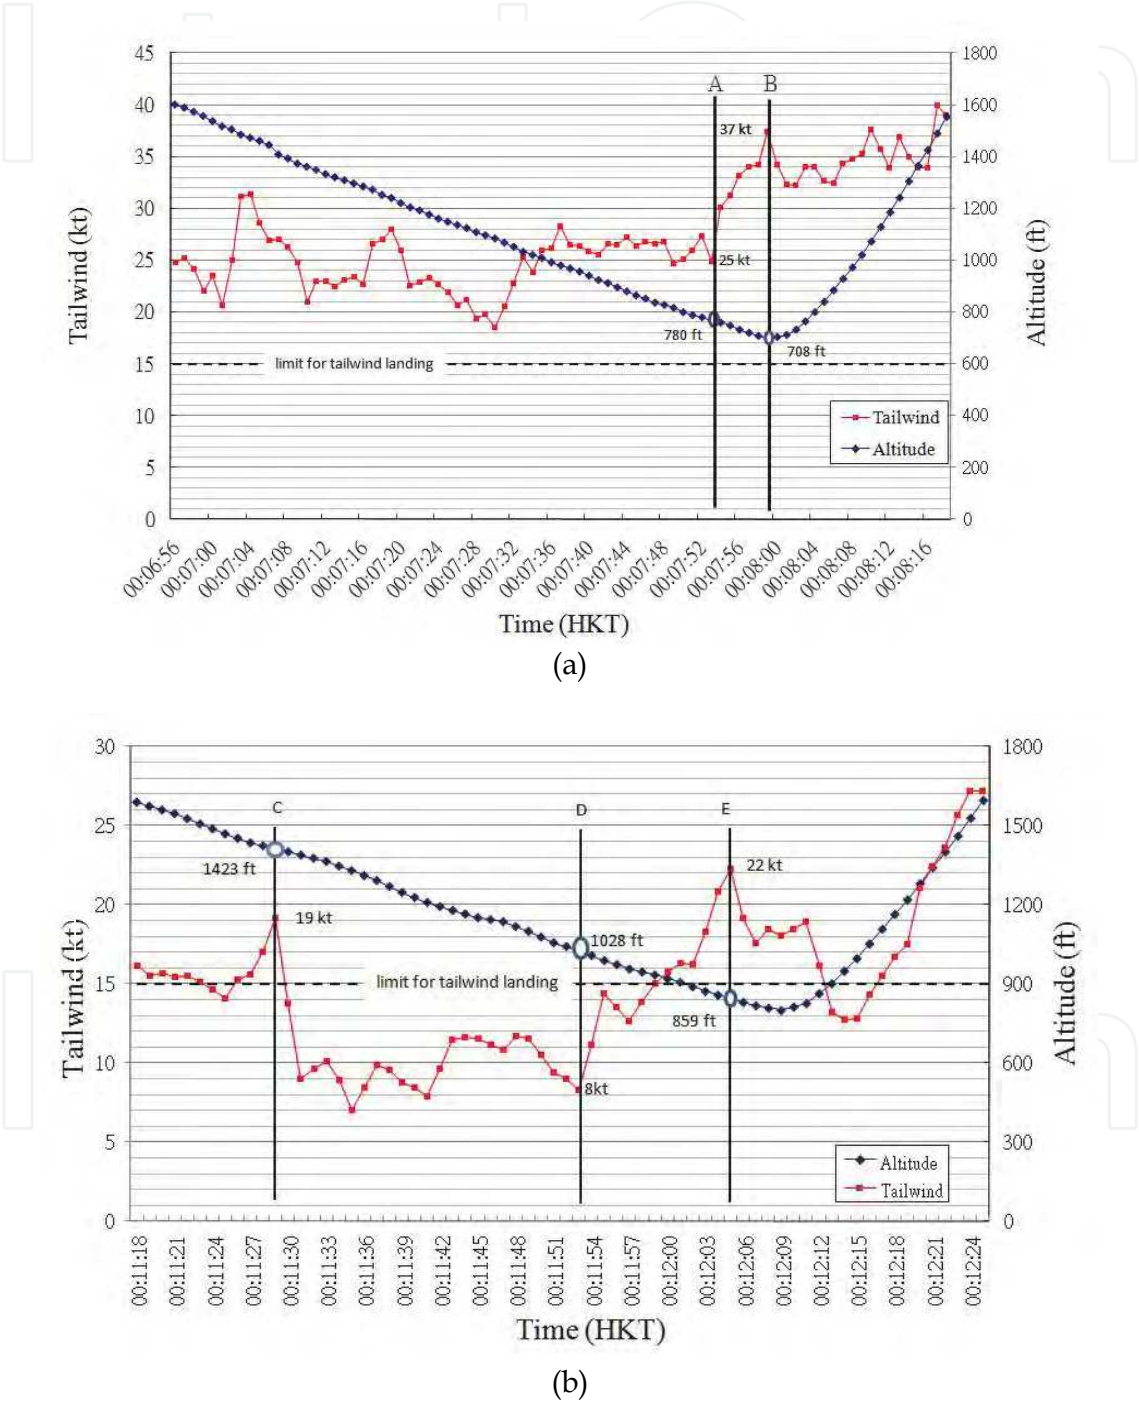 45
40
35
30
25
20
15
10
5
0
Tailwind (kt)
1800
1600
1400
1200
1000
800
600
400
200
0
Altitude (ft)
A
B
37 kt
25 kt
780 ft
708 ft
limit for tailwind landing
Tailwind
Altitude
00:06:56
00:07:00
00:07:04
00:07:08
00:07:12
00:07:16
00:07:20
00:07:24
00:07:28
00:07:32
00:07:36
00:07:40
00:07:44
00:07:48
00:07:52
00:07:56
00:08:00
00:08:04
00:08:08
00:08:12
00:08:16
Time (HKT)
(a)
30
25
20
15
10
5
0
Tailwind (kt)
1800
1500
1200
900
600
300
0
Altitude (ft)
C
D
E
1423 ft
19 kt
22 kt
1028 ft
limit for tailwind landing
859 ft
8kt
Altitude
Tailwind
00:11:18
00:11:21
00:11:24
00:11:27
00:11:30
00:11:33
00:11:36
00:11:39
00:11:42
00:11:45
00:11:48
00:11:51
00:11:54
00:11:57
00:12:00
00:12:03
00:12:06
00:12:09
00:12:12
00:12:15
00:12:18
00:12:21
00:12:24
Time (HKT)
(b)